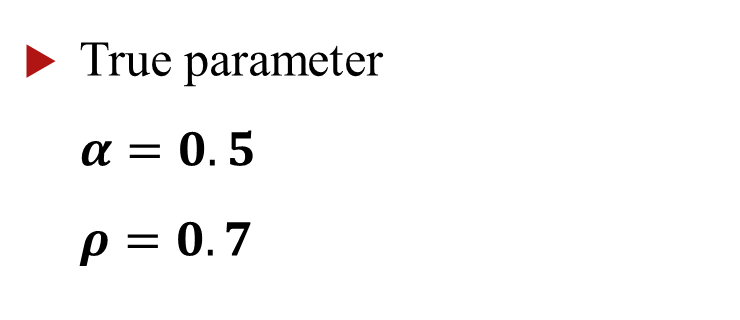 True parameter
α = 0.5
ρ = 0.7